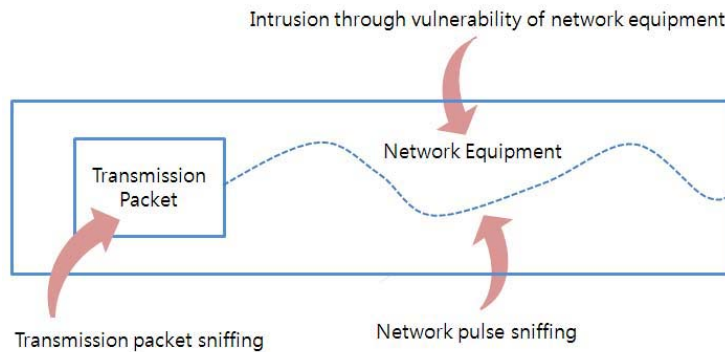 Intrusion through vulnerability of network equipment
Network Equipment
Transmission
Packet
Transmission packet sniffing
Network pulse sniffing